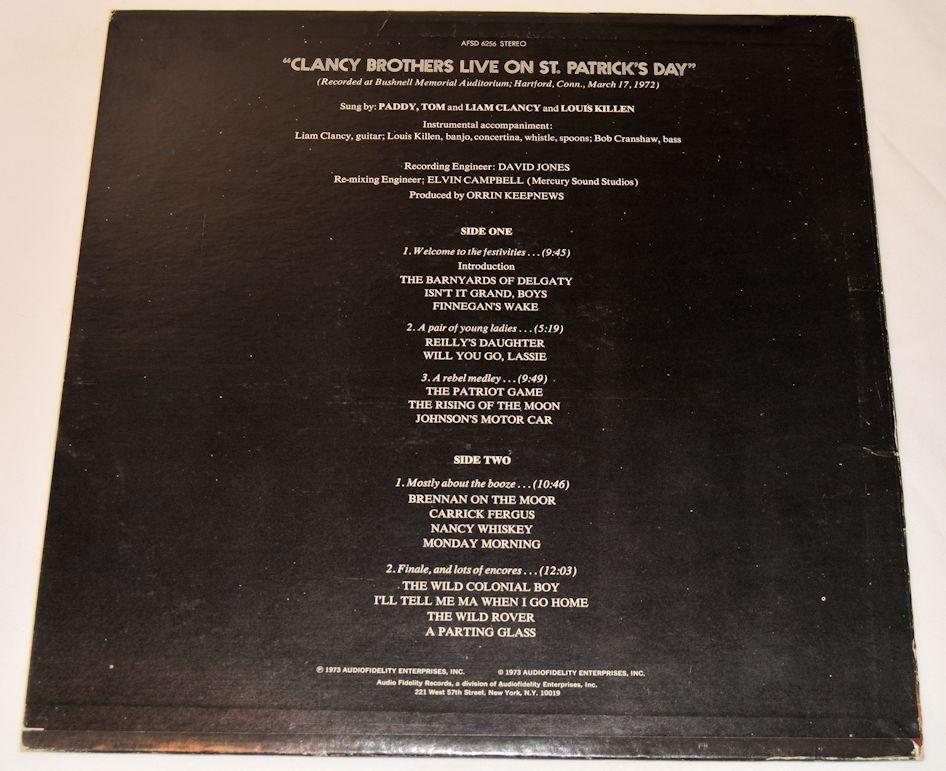 AFSD 6256 STEREO
"CLANCY BROTHERS LIVE ON ST. PATRICK'S DAY"
(Recorded at Bushnell Memorial Auditorium; Hartford, Conn., March 17, 1972)
Sung by: PADDY, TOM and LIAM CLANCY and LOUIS KILLEN
Instrumental accompaniment:
Liam Clancy, guitar; Louis Killen, banjo, concertina, whistle, spoons; Bob Cranshaw, bass
Recording Engineer: DAVID JONES
Re-mixing Engineer; ELVIN CAMPBELL (Mercury Sound Studios)
Produced by ORRIN KEEPNEWS
SIDE ONE
1. Welcome to the festivities . . . (9:45)
Introduction
THE BARNYARDS OF DELGATY
ISN'T IT GRAND, BOYS
FINNEGAN'S WAKE
2. A pair of young ladies . . . (5:19)
REILLY'S DAUGHTER
WILL YOU GO, LASSIE
3. A rebel medley . . . (9:49)
THE PATRIOT GAME
THE RISING OF THE MOON
JOHNSON'S MOTOR CAR
SIDE TWO
1. Mostly about the booze . . . (10:46)
BRENNAN ON THE MOOR
CARRICK FERGUS
NANCY WHISKEY
MONDAY MORNING
2. Finale, and lots of encores . . . (12:03)
THE WILD COLONIAL BOY
I'LL TELL ME MA WHEN I GO HOME
THE WILD ROVER
A PARTING GLASS
℗ 1973 AUDIOFIDELITY ENTERPRISES, INC. © 1973 AUDIOFIDELITY ENTERPRISES, INC.
Audio Fidelity Records, a division of Audiofidelity Enterprises, Inc.
221 West 57th Street, New York, N.Y. 10019